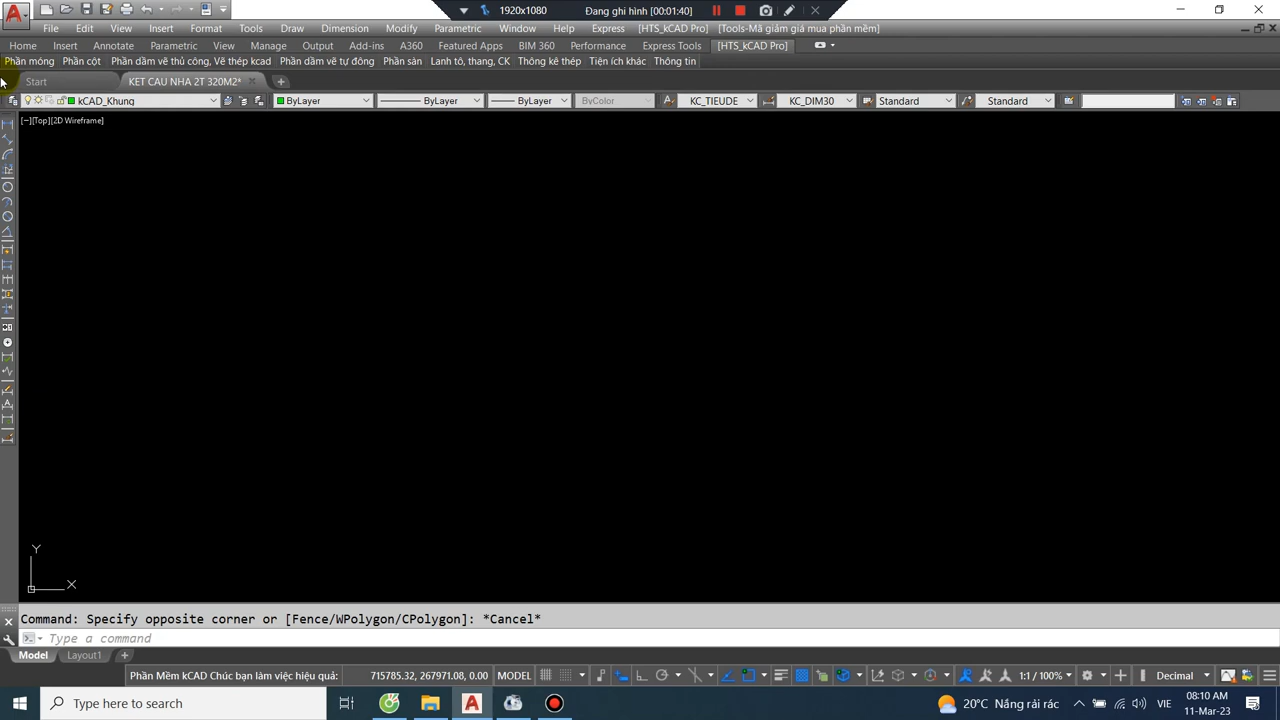 1920x1080 Đang ghi hình [00:01:40]
File Edit View Insert Format Tools Draw Dimension Modify Parametric Window Help Express [HTS_kCAD Pro] [Tools-Mã giảm giá mua phần mềm]
Home Insert Annotate Parametric View Manage Output Add-ins A360 Featured Apps BIM 360 Performance Express Tools [HTS_kCAD Pro]
Phần móng Phần cột Phần dầm vẽ thủ công, Vẽ thép kcad Phần dầm vẽ tự động Phần sàn Lanh tô, thang, CK Thông kê thép Tiện ích khác Thông tin
Start KET CAU NHA 2T 320M2*
kCAD_Khung ByLayer ByLayer ByLayer ByColor KC_TIEUDE KC_DIM30 Standard Standard
[−][Top][2D Wireframe]
Y
X
Command: Specify opposite corner or [Fence/WPolygon/CPolygon]: *Cancel*
Type a command
Model Layout1
Phần Mềm kCAD Chúc bạn làm việc hiệu quả: 715785.32, 267971.08, 0.00 MODEL 1:1 / 100% Decimal
Type here to search 20°C Nắng rải rác VIE 08:10 AM
11-Mar-23